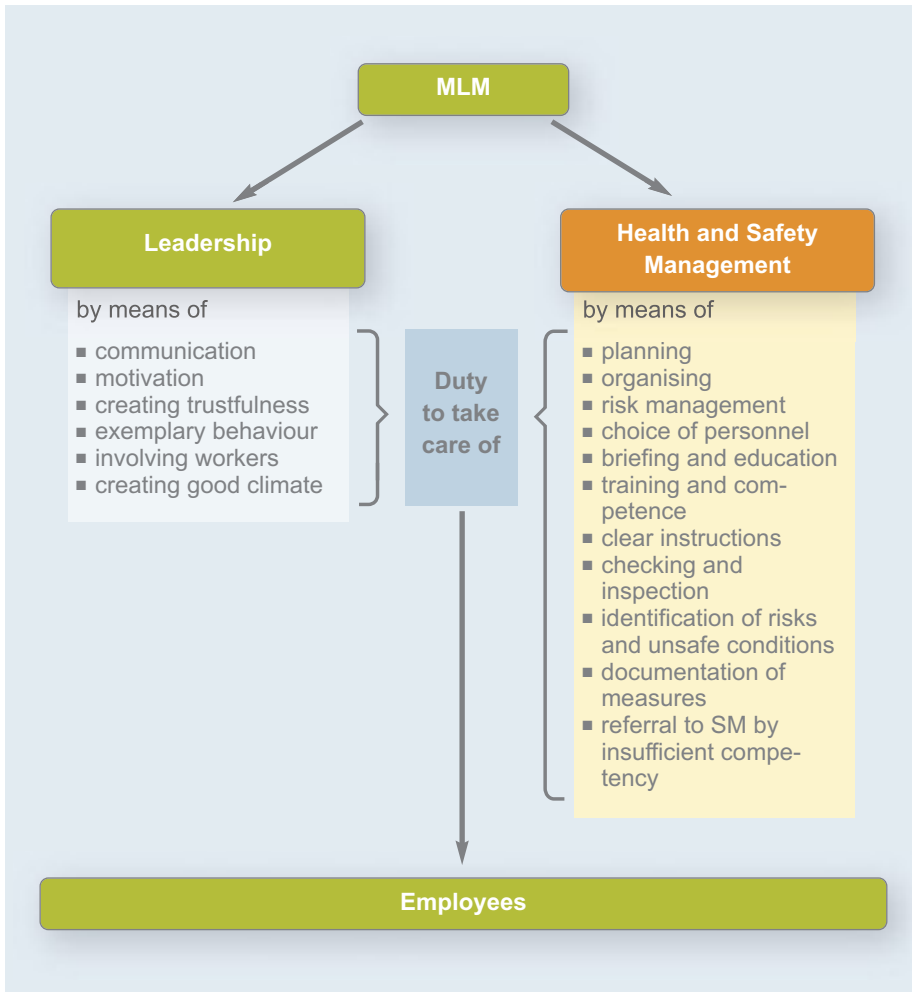 MLM
Leadership
by means of
■ communication
■ motivation
■ creating trustfulness
■ exemplary behaviour
■ involving workers
■ creating good climate
Duty
to take
care of
Health and Safety
Management
by means of
■ planning
■ organising
■ risk management
■ choice of personnel
■ briefing and education
■ training and com-
petence
■ clear instructions
■ checking and
inspection
■ identification of risks
and unsafe conditions
■ documentation of
measures
■ referral to SM by
insufficient compe-
tency
Employees